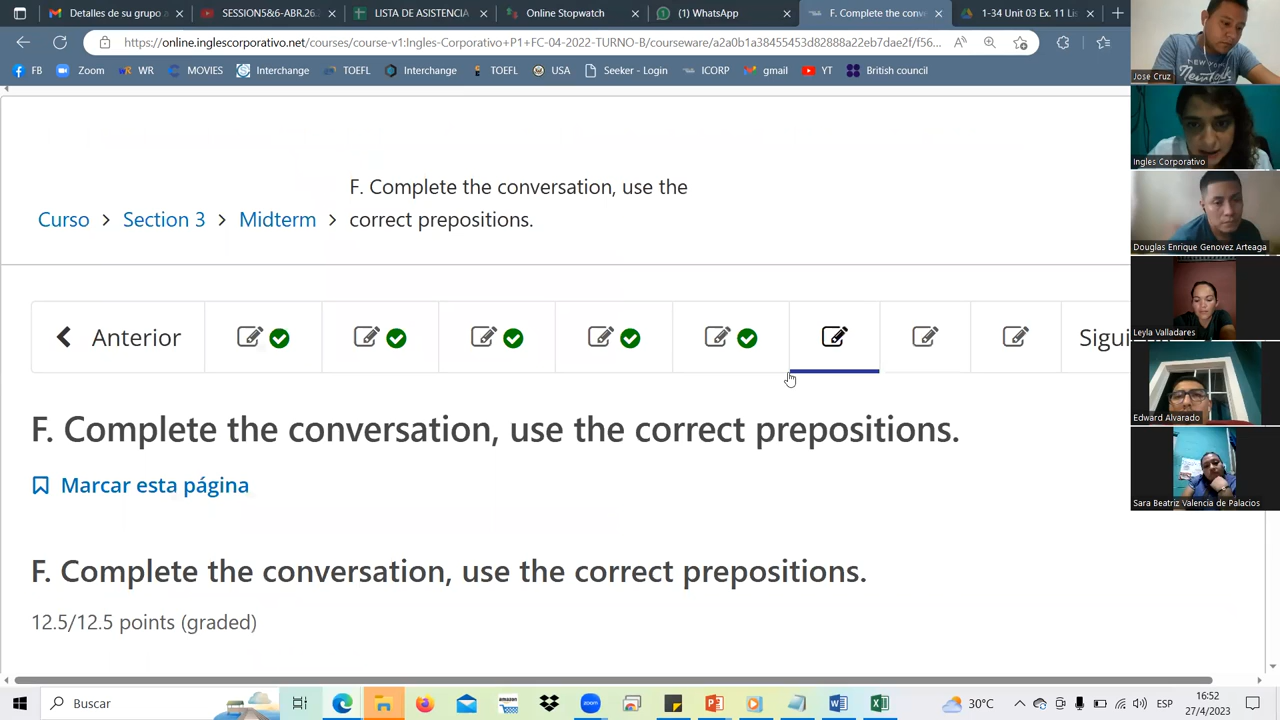 Detalles de su grupo a
SESSION5&6-ABR.26.
LISTA DE ASISTENCIA
Online Stopwatch
(1) WhatsApp
F. Complete the conv
1-34 Unit 03 Ex. 11 Lis
https://online.inglescorporativo.net/courses/course-v1:Ingles-Corporativo+P1+FC-04-2022-TURNO-B/courseware/a2a0b1a38455453d82888a22eb7dae2f/f56...
FB
Zoom
WR
MOVIES
Interchange
TOEFL
Interchange
TOEFL
USA
Seeker - Login
ICORP
gmail
YT
British council
Jose Cruz
Ingles Corporativo
Douglas Enrique Genovez Arteaga
Leyla Valladares
Edward Alvarado
Sara Beatriz Valencia de Palacios
Curso > Section 3 > Midterm > F. Complete the conversation, use the
correct prepositions.
Anterior
Sigui
F. Complete the conversation, use the correct prepositions.
Marcar esta página
F. Complete the conversation, use the correct prepositions.
12.5/12.5 points (graded)
Buscar
30°C
ESP
16:52
27/4/2023